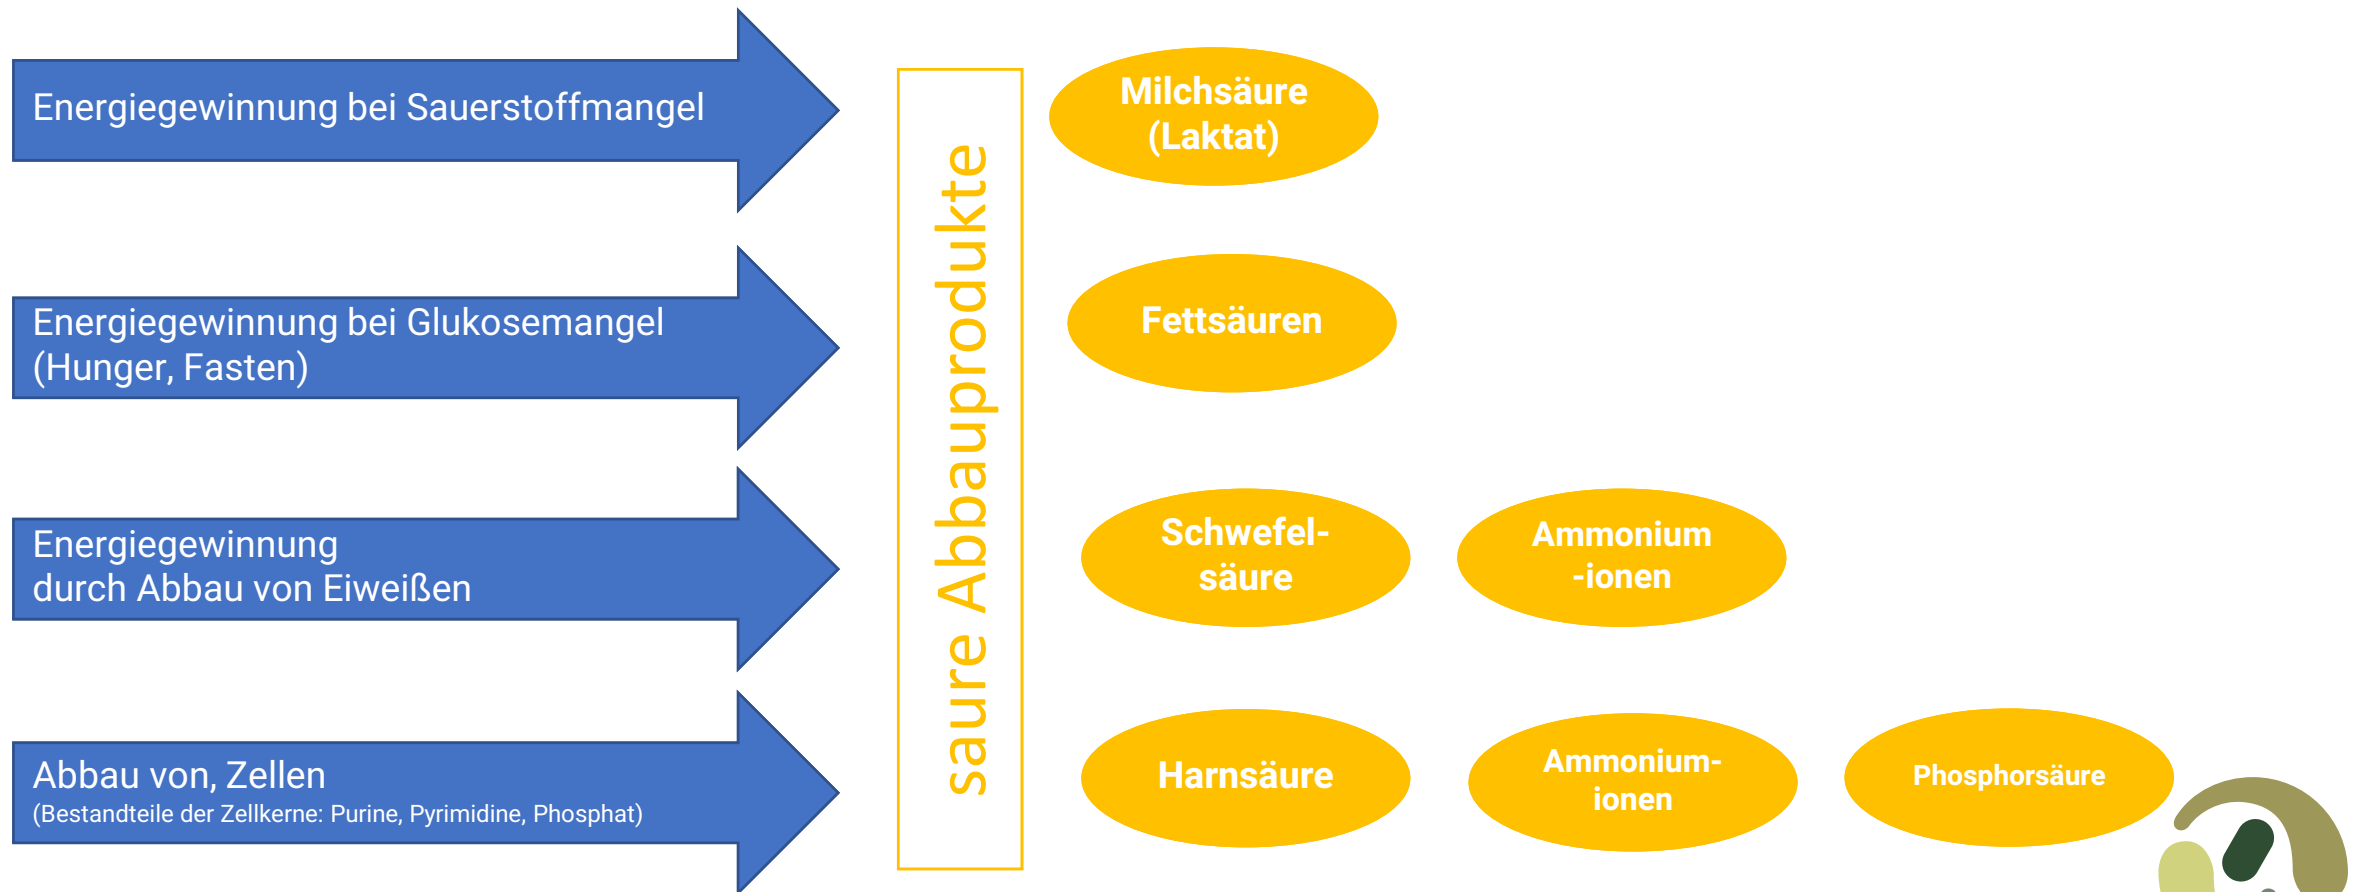 Energiegewinnung bei Sauerstoffmangel
Milchsäure
(Laktat)
Energiegewinnung bei Glukosemangel
(Hunger, Fasten)
Fettsäuren
saure Abbauprodukte
Energiegewinnung
durch Abbau von Eiweißen
Schwefel-
säure
Ammonium
-ionen
Abbau von, Zellen
(Bestandteile der Zellkerne: Purine, Pyrimidine, Phosphat)
Harnsäure
Ammonium-
ionen
Phosphorsäure